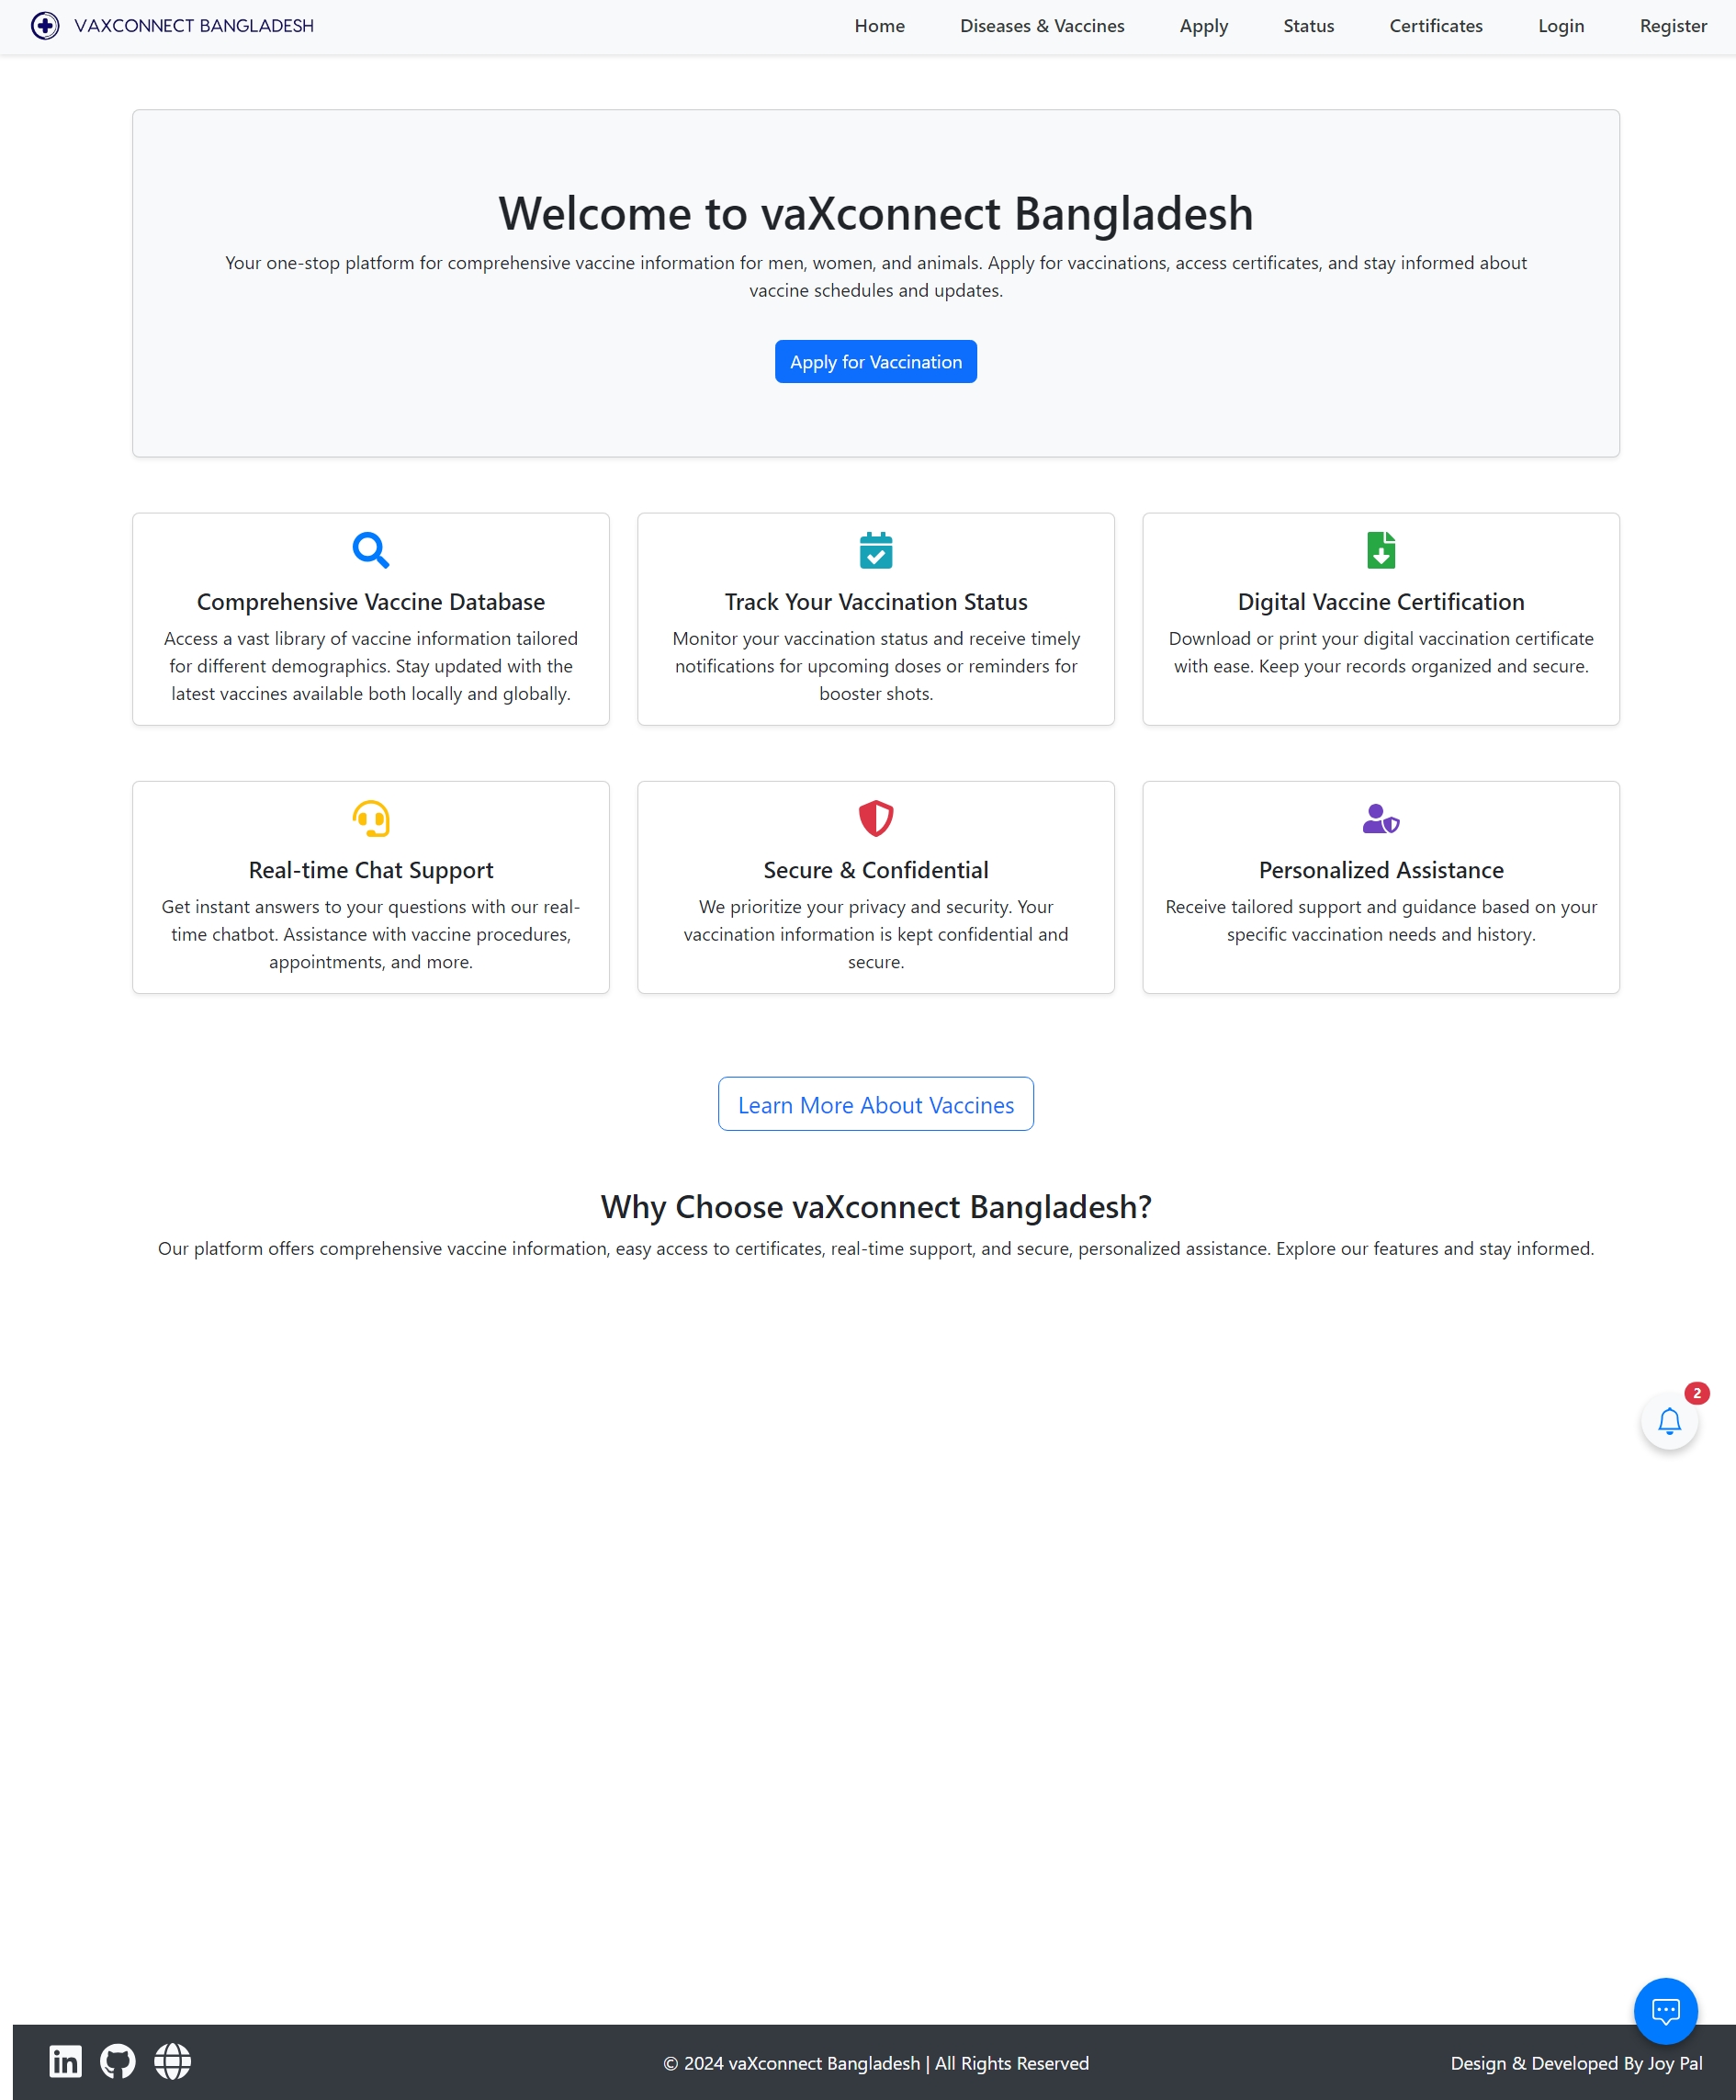 VAXCONNECT BANGLADESH
Home
Diseases & Vaccines
Apply
Status
Certificates
Login
Register
Welcome to vaXconnect Bangladesh
Your one-stop platform for comprehensive vaccine information for men, women, and animals. Apply for vaccinations, access certificates, and stay informed about
vaccine schedules and updates.
Apply for Vaccination
Comprehensive Vaccine Database
Access a vast library of vaccine information tailored
for different demographics. Stay updated with the
latest vaccines available both locally and globally.
Track Your Vaccination Status
Monitor your vaccination status and receive timely
notifications for upcoming doses or reminders for
booster shots.
Digital Vaccine Certification
Download or print your digital vaccination certificate
with ease. Keep your records organized and secure.
Real-time Chat Support
Get instant answers to your questions with our real-
time chatbot. Assistance with vaccine procedures,
appointments, and more.
Secure & Confidential
We prioritize your privacy and security. Your
vaccination information is kept confidential and
secure.
Personalized Assistance
Receive tailored support and guidance based on your
specific vaccination needs and history.
Learn More About Vaccines
Why Choose vaXconnect Bangladesh?
Our platform offers comprehensive vaccine information, easy access to certificates, real-time support, and secure, personalized assistance. Explore our features and stay informed.
2
in
© 2024 vaXconnect Bangladesh | All Rights Reserved
Design & Developed By Joy Pal